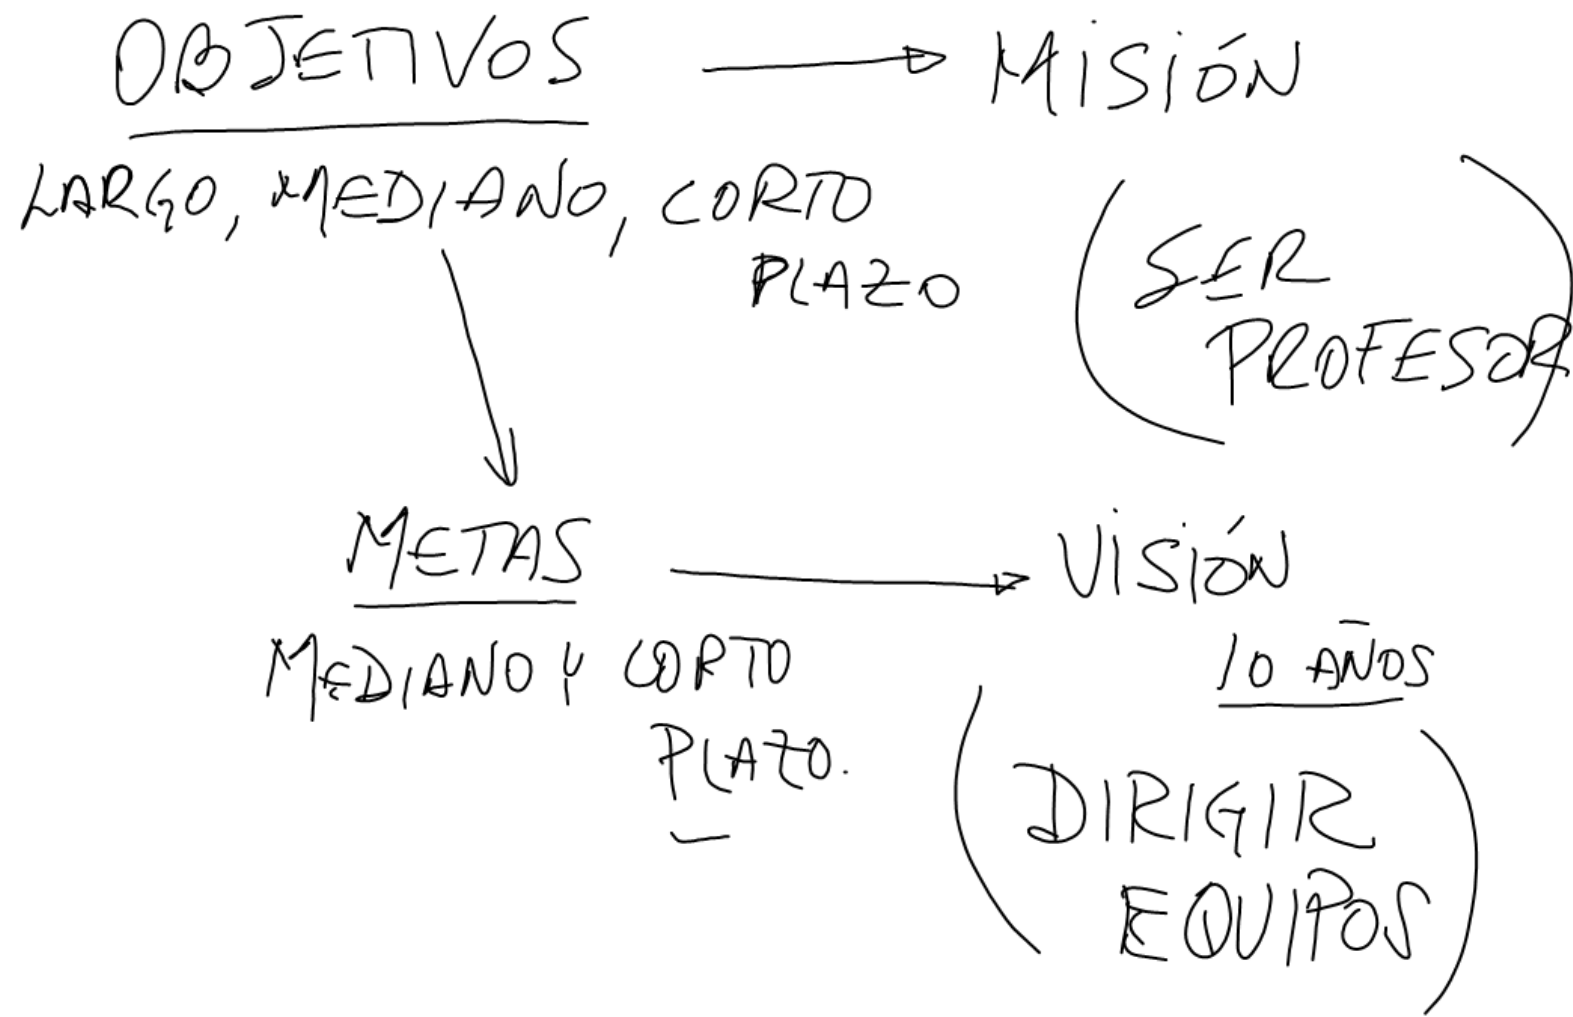 OBJETIVOS → MISIÓN
LARGO, MEDIANO, CORTO
PLAZO
(SER
PROFESOR)
METAS → VISIÓN
MEDIANO Y CORTO
PLAZO.
10 AÑOS
(DIRIGIR
EQUIPOS)